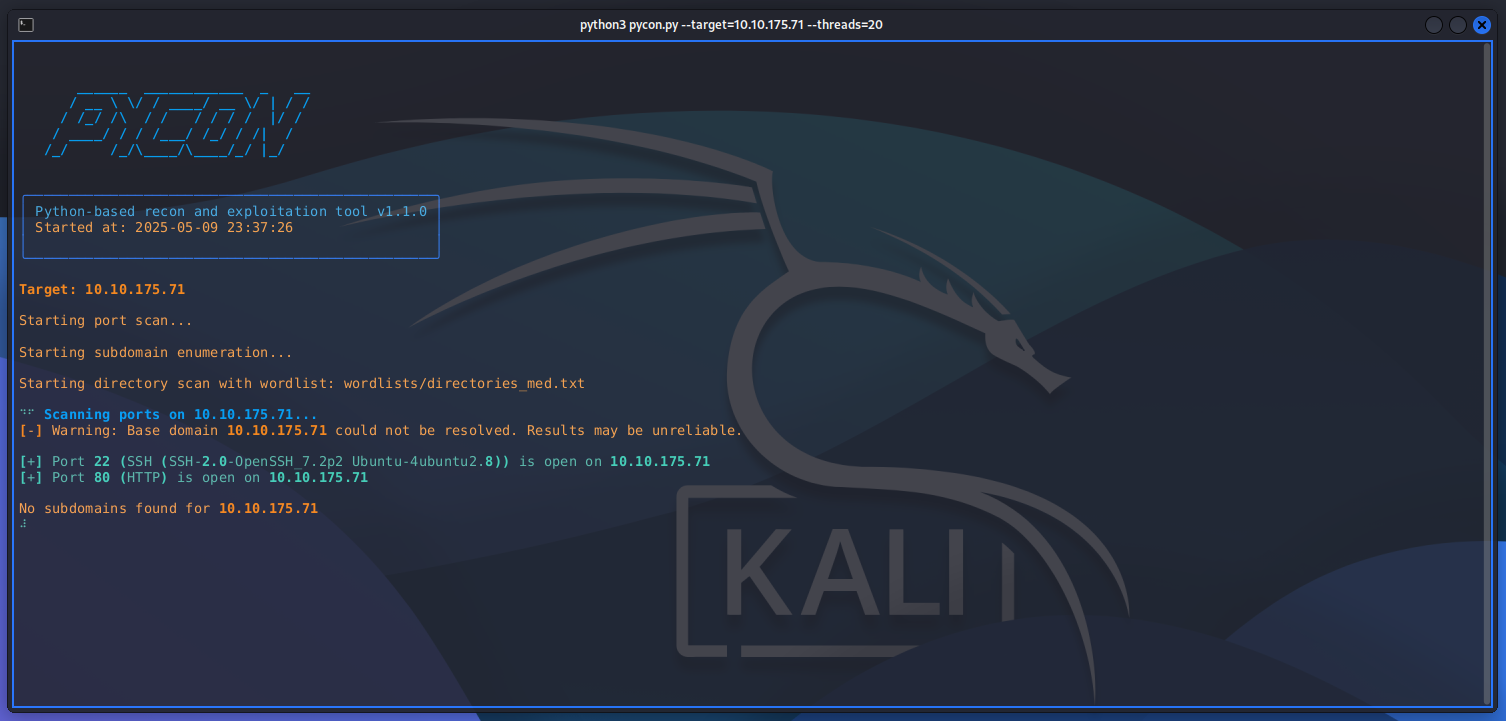 python3 pycon.py --target=10.10.175.71 --threads=20
PYCON
Python-based recon and exploitation tool v1.1.0
Started at: 2025-05-09 23:37:26
Target: 10.10.175.71
Starting port scan...
Starting subdomain enumeration...
Starting directory scan with wordlist: wordlists/directories_med.txt
Scanning ports on 10.10.175.71...
[-] Warning: Base domain 10.10.175.71 could not be resolved. Results may be unreliable.
[+] Port 22 (SSH (SSH-2.0-OpenSSH_7.2p2 Ubuntu-4ubuntu2.8)) is open on 10.10.175.71
[+] Port 80 (HTTP) is open on 10.10.175.71
No subdomains found for 10.10.175.71
KALI